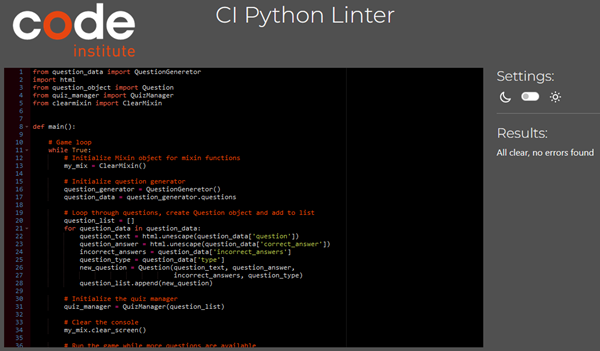 code
institute
CI Python Linter
1 from question_data import QuestionGeneretor
2 import html
3 from question_object import Question
4 from quiz_manager import QuizManager
5 from clearmixin import ClearMixin
6
7
8 def main():
9
10 # Game loop
11 while True:
12 # Initialize Mixin object for mixin functions
13 my_mix = ClearMixin()
14
15 # Initialize question generator
16 question_generator = QuestionGeneretor()
17 question_data = question_generator.questions
18
19 # Loop through questions, create Question object and add to list
20 question_list = []
21 for question_data in question_data:
22 question_text = html.unescape(question_data['question'])
23 question_answer = html.unescape(question_data['correct_answer'])
24 incorrect_answers = question_data['incorrect_answers']
25 question_type = question_data['type']
26 new_question = Question(question_text, question_answer,
27 incorrect_answers, question_type)
28 question_list.append(new_question)
29
30 # Initialize the quiz manager
31 quiz_manager = QuizManager(question_list)
32
33 # Clear the console
34 my_mix.clear_screen()
35
36 # Run the game while more questions are available
Settings:
Results:
All clear, no errors found